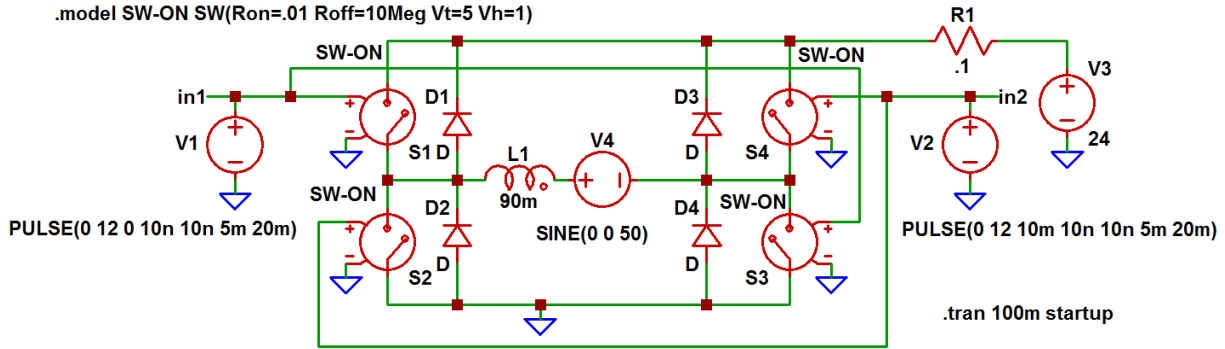 .model SW-ON SW(Ron=.01 Roff=10Meg Vt=5 Vh=1)
R1
.1
SW-ON
SW-ON
V3
24
in1
in2
D1
D3
V1
V2
D
D
S1
S4
L1
90m
V4
SINE(0 0 50)
SW-ON
SW-ON
D2
D4
D
D
S2
S3
PULSE(0 12 0 10n 10n 5m 20m)
PULSE(0 12 10m 10n 10n 5m 20m)
.tran 100m startup